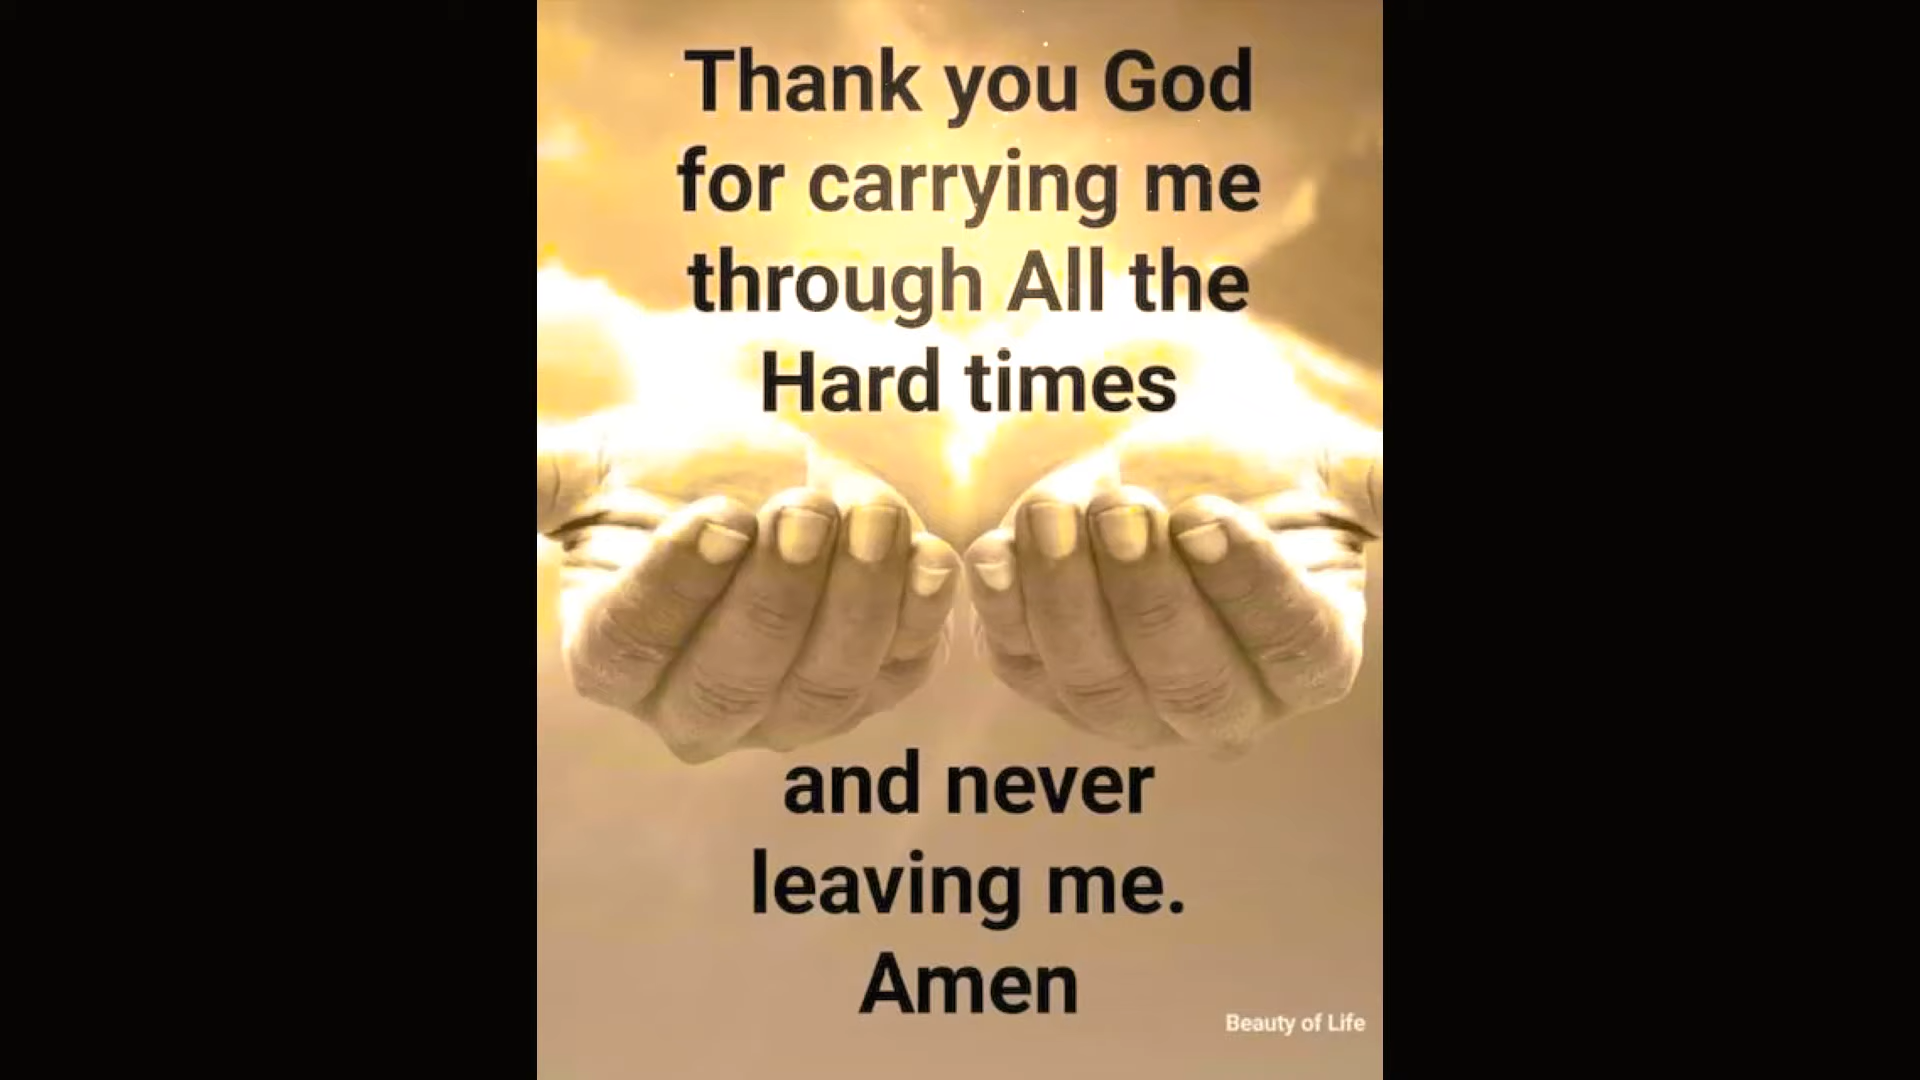 Thank you God
for carrying me
through All the
Hard times
and never
leaving me.
Amen
Beauty of Life